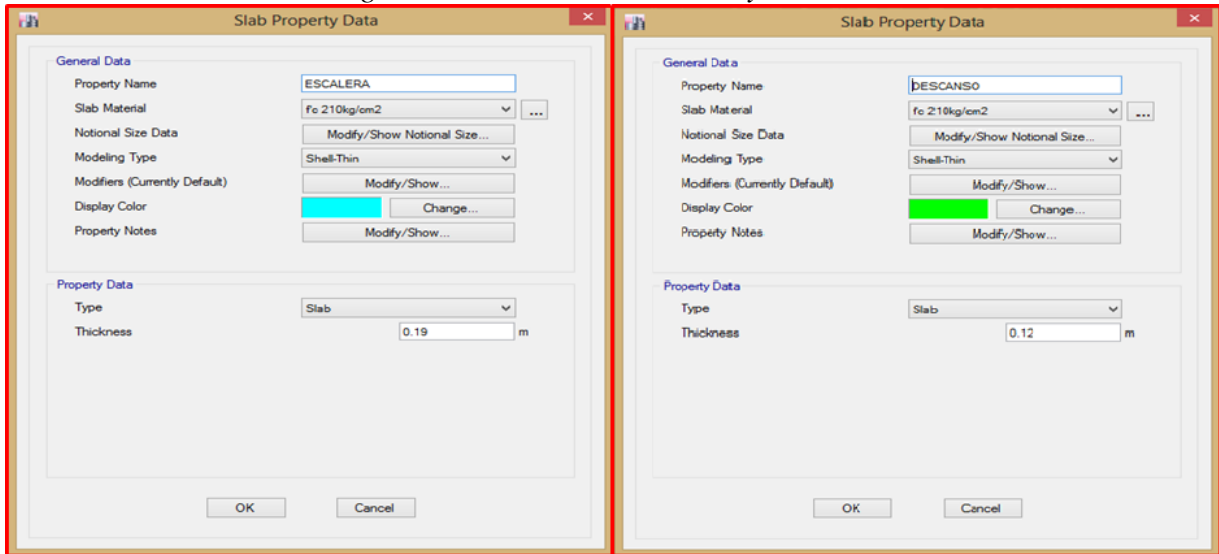 Slab Property Data
General Data
Property Name ESCALERA
Slab Material f'c 210kg/cm2 ...
Notional Size Data Modify/Show Notional Size...
Modeling Type Shell-Thin
Modifiers (Currently Default) Modify/Show...
Display Color Change...
Property Notes Modify/Show...
Property Data
Type Slab
Thickness 0.19 m
OK Cancel
Slab Property Data
General Data
Property Name DESCANSO
Slab Material f'c 210kg/cm2 ...
Notional Size Data Modify/Show Notional Size...
Modeling Type Shell-Thin
Modifiers (Currently Default) Modify/Show...
Display Color Change...
Property Notes Modify/Show...
Property Data
Type Slab
Thickness 0.12 m
OK Cancel